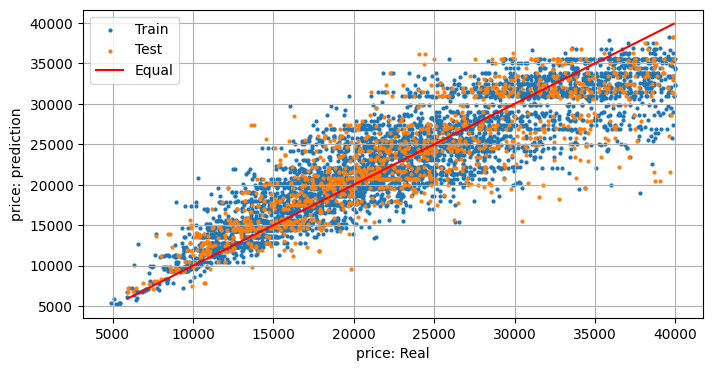 Train
Test
Equal
40000
35000
30000
25000
20000
15000
10000
5000
price: prediction
5000 10000 15000 20000 25000 30000 35000 40000
price: Real